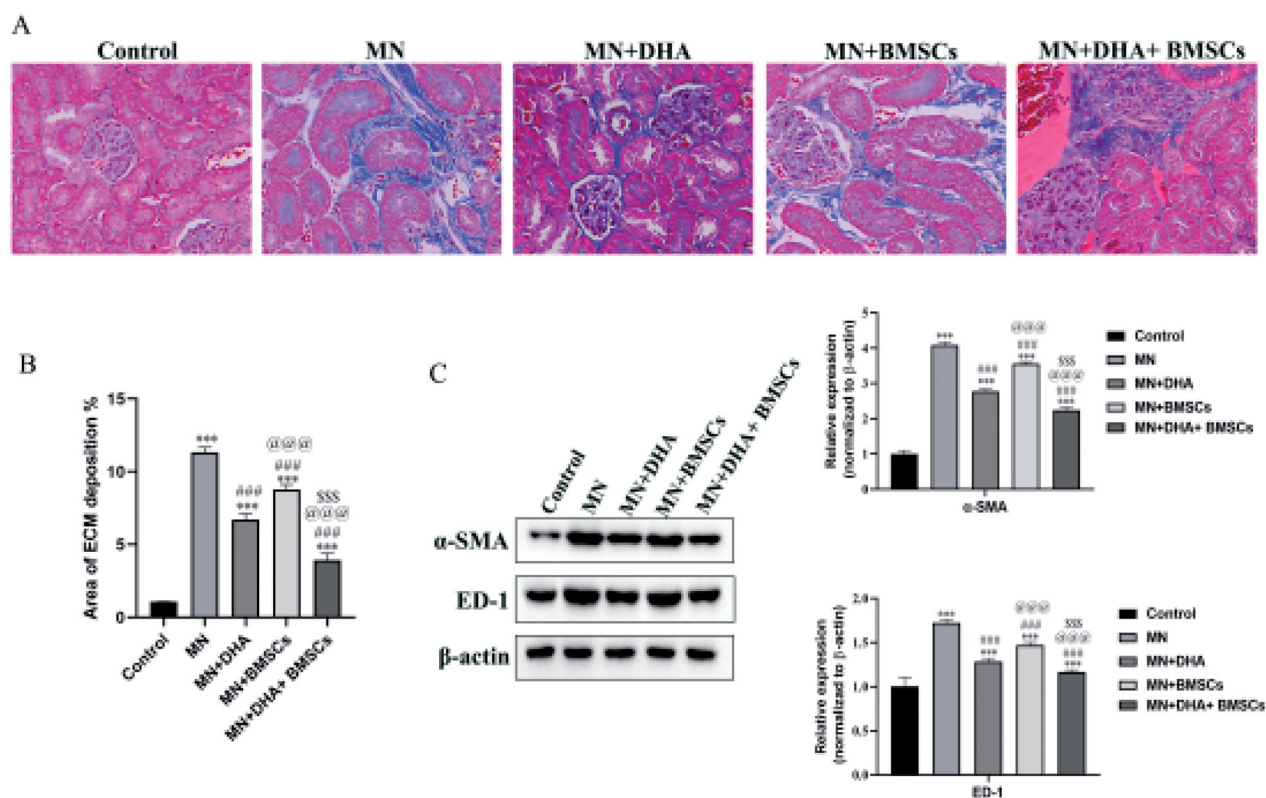 A
Control
MN
MN+DHA
MN+BMSCs
MN+DHA+ BMSCs
B
Area of ECM deposition %
15
10
5
0
***
###
***
@@@
###
***
$$$
@@@
###
***
Control
MN
MN+DHA
MN+BMSCs
MN+DHA+ BMSCs
C
Control
MN
MN+DHA
MN+BMSCs
MN+DHA+ BMSCs
α-SMA
ED-1
β-actin
Relative expression
(normalizad to β-actin)
5
4
3
2
1
0
***
###
***
@@@
###
***
$$$
@@@
###
***
α-SMA
Control
MN
MN+DHA
MN+BMSCs
MN+DHA+ BMSCs
Relative expression
(normalizad to β-actin)
2.0
1.5
1.0
0.5
0.0
***
###
***
@@@
###
***
$$$
@@@
###
***
ED-1
Control
MN
MN+DHA
MN+BMSCs
MN+DHA+ BMSCs